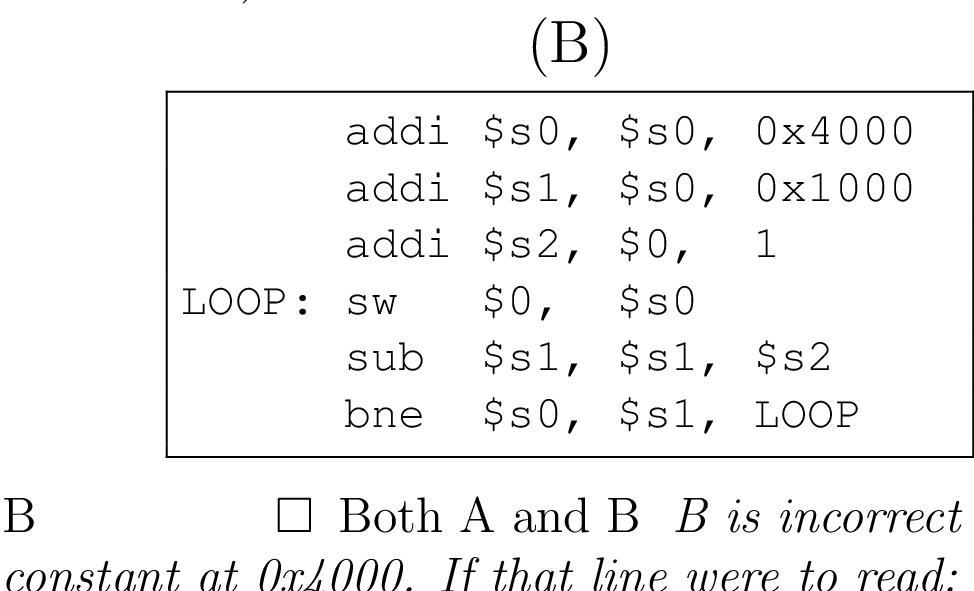 (B)
addi $s0, $s0, 0x4000
addi $s1, $s0, 0x1000
addi $s2, $0, 1
LOOP: sw $0, $s0
sub $s1, $s1, $s2
bne $s0, $s1, LOOP
B □ Both A and B B is incorrect
constant at 0x4000. If that line were to read: